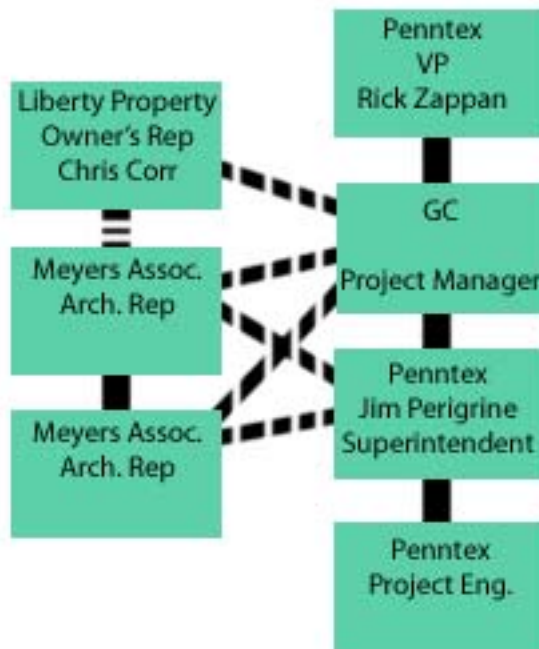 Penntex
VP
Rick Zappan
Liberty Property
Owner's Rep
Chris Corr
GC
Project Manager
Meyers Assoc.
Arch. Rep
Penntex
Jim Perigrine
Superintendent
Meyers Assoc.
Arch. Rep
Penntex
Project Eng.